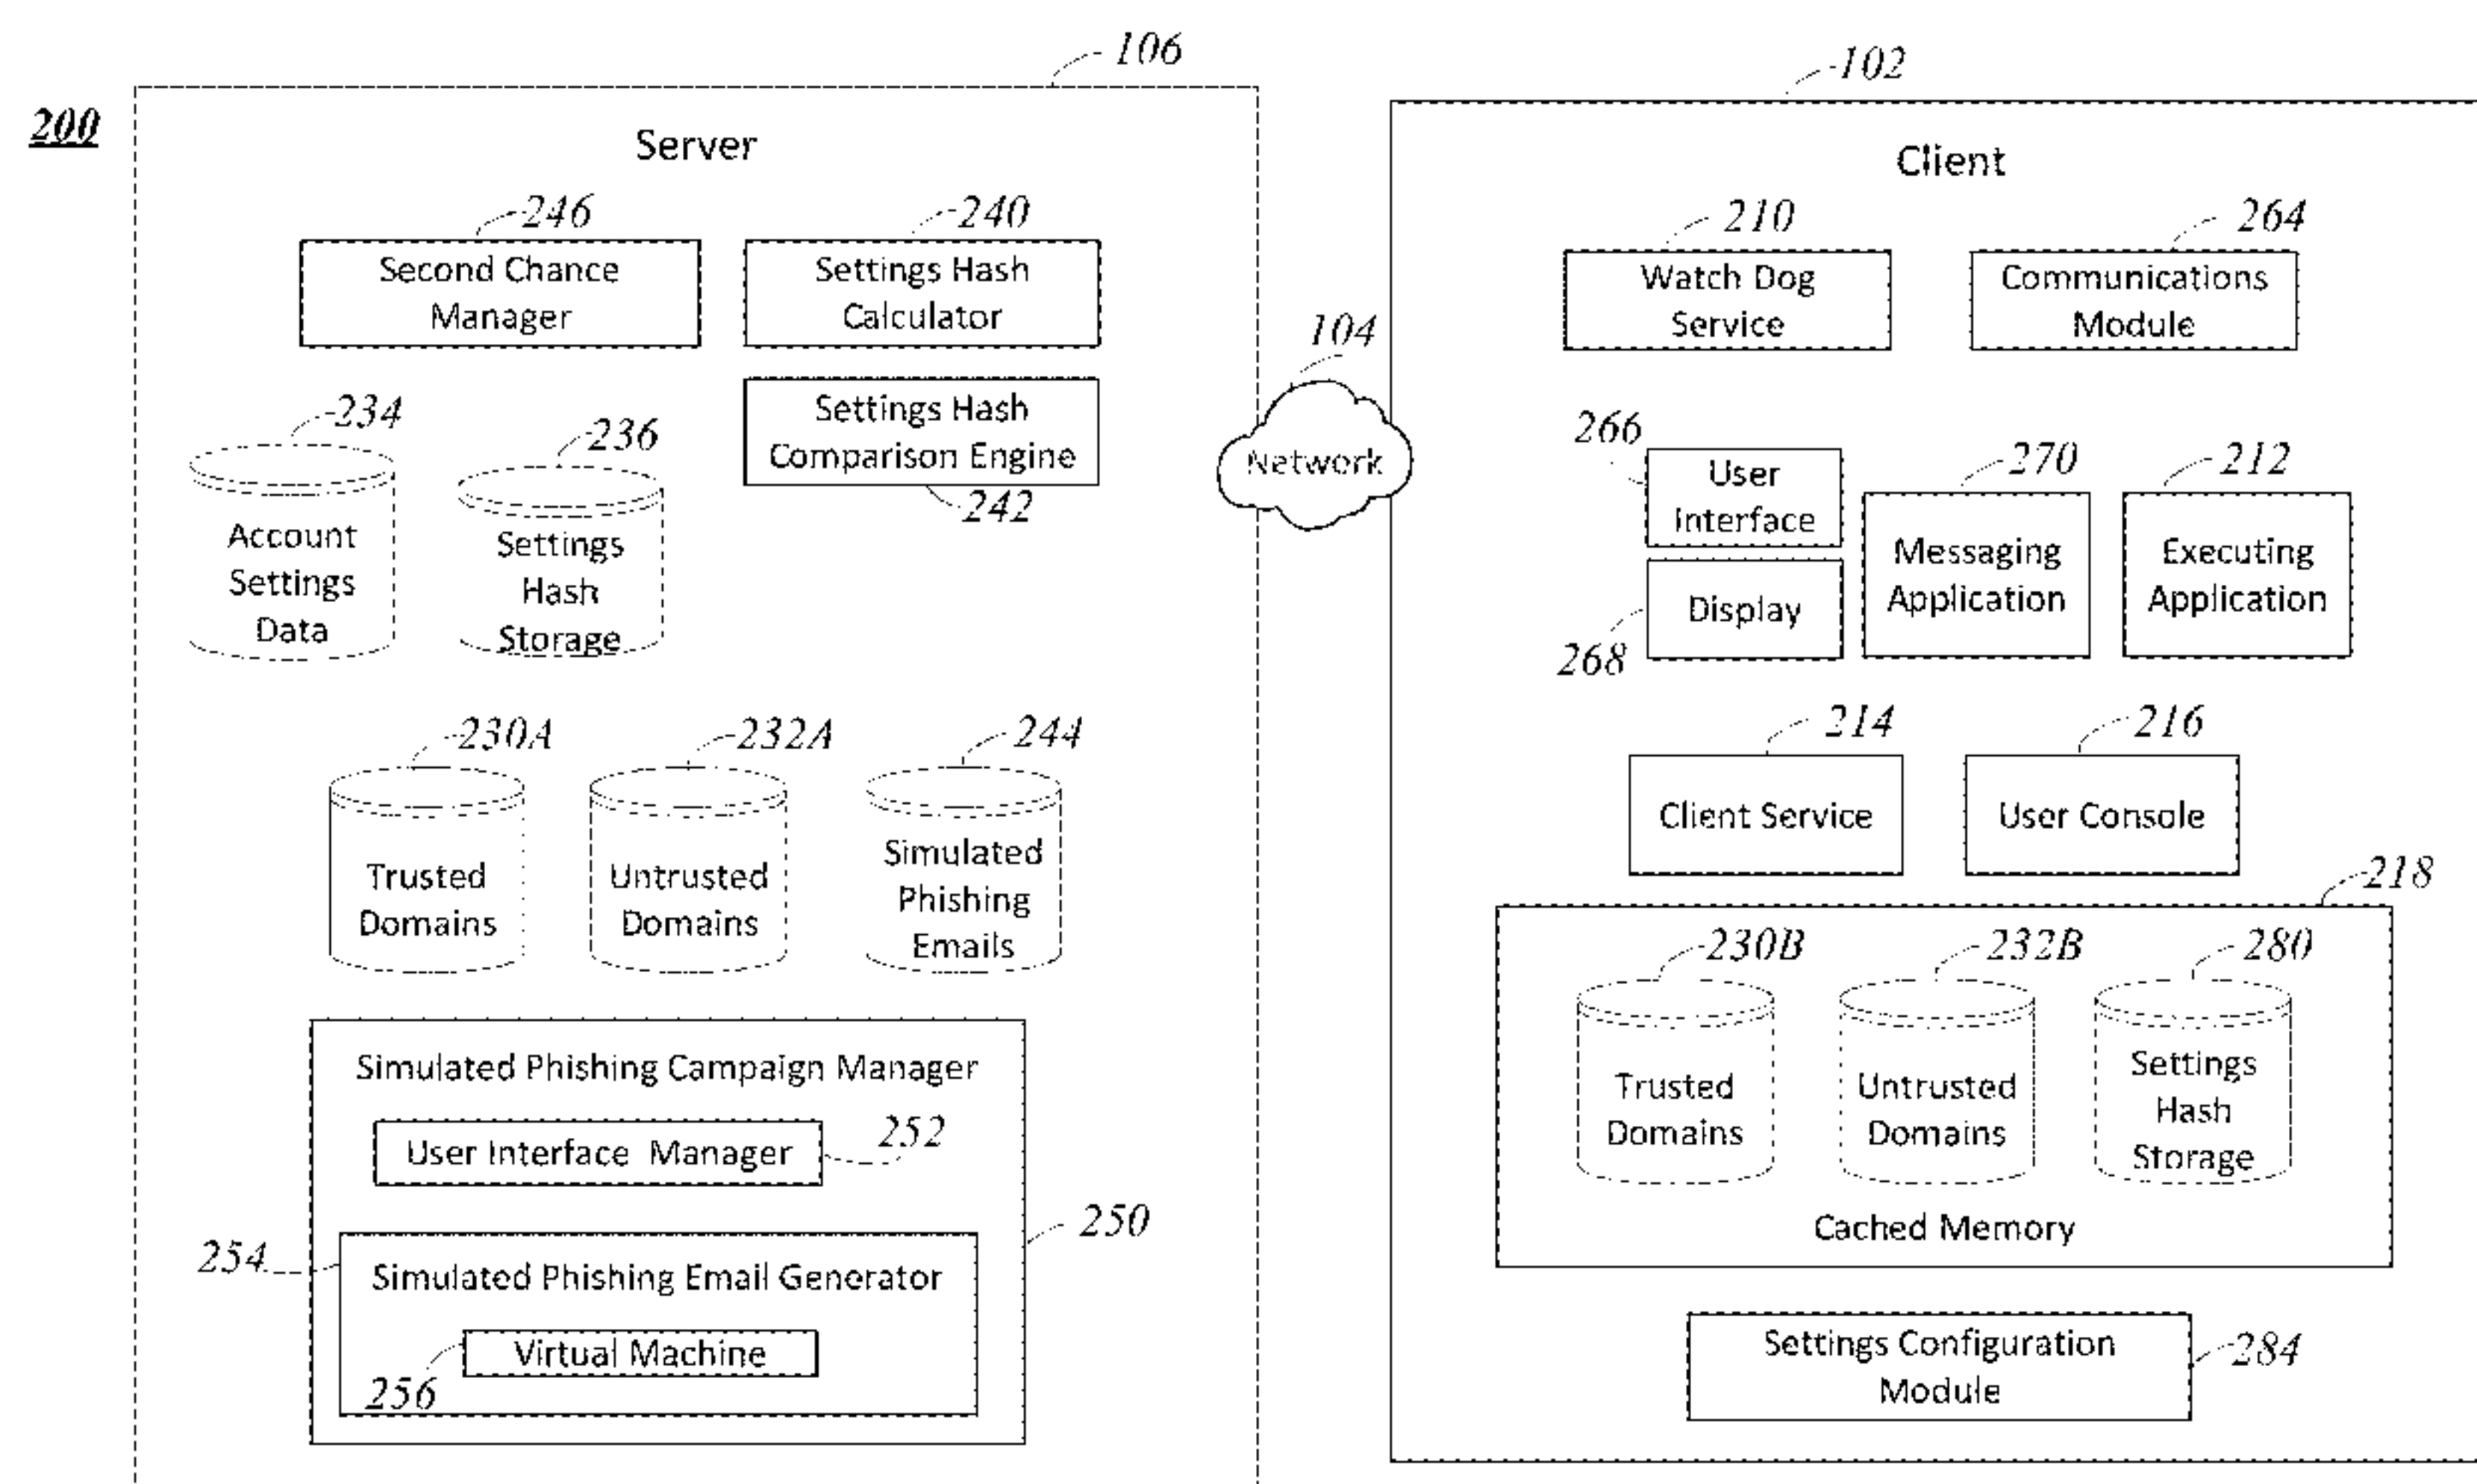 200
106
Server
246
Second Chance
Manager
240
Settings Hash
Calculator
Settings Hash
Comparison Engine
242
234
Account
Settings
Data
236
Settings
Hash
Storage
230A
Trusted
Domains
232A
Untrusted
Domains
244
Simulated
Phishing
Emails
Simulated Phishing Campaign Manager
User Interface Manager
252
250
254
Simulated Phishing Email Generator
Virtual Machine
256
104
Network
102
Client
210
Watch Dog
Service
264
Communications
Module
266
User
Interface
Display
268
270
Messaging
Application
212
Executing
Application
214
Client Service
216
User Console
218
230B
Trusted
Domains
232B
Untrusted
Domains
280
Settings
Hash
Storage
Cached Memory
Settings Configuration
Module
284